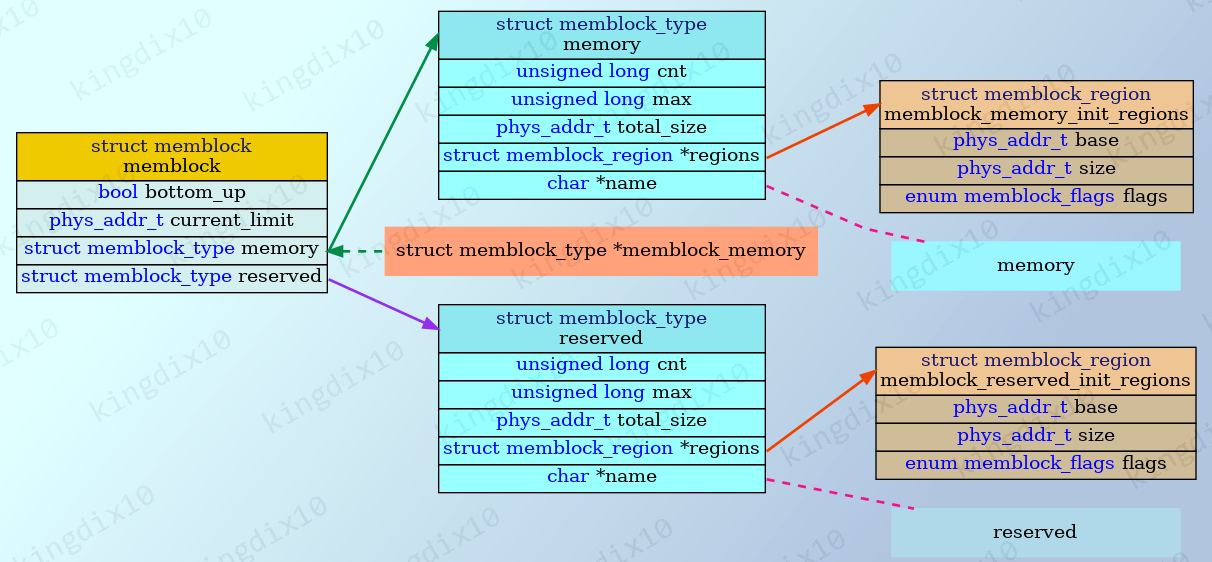 struct memblock
memblock
bool bottom_up
phys_addr_t current_limit
struct memblock_type memory
struct memblock_type reserved
struct memblock_type
memory
unsigned long cnt
unsigned long max
phys_addr_t total_size
struct memblock_region *regions
char *name
struct memblock_type *memblock_memory
struct memblock_type
reserved
unsigned long cnt
unsigned long max
phys_addr_t total_size
struct memblock_region *regions
char *name
struct memblock_region
memblock_memory_init_regions
phys_addr_t base
phys_addr_t size
enum memblock_flags flags
memory
struct memblock_region
memblock_reserved_init_regions
phys_addr_t base
phys_addr_t size
enum memblock_flags flags
reserved
kingdix10